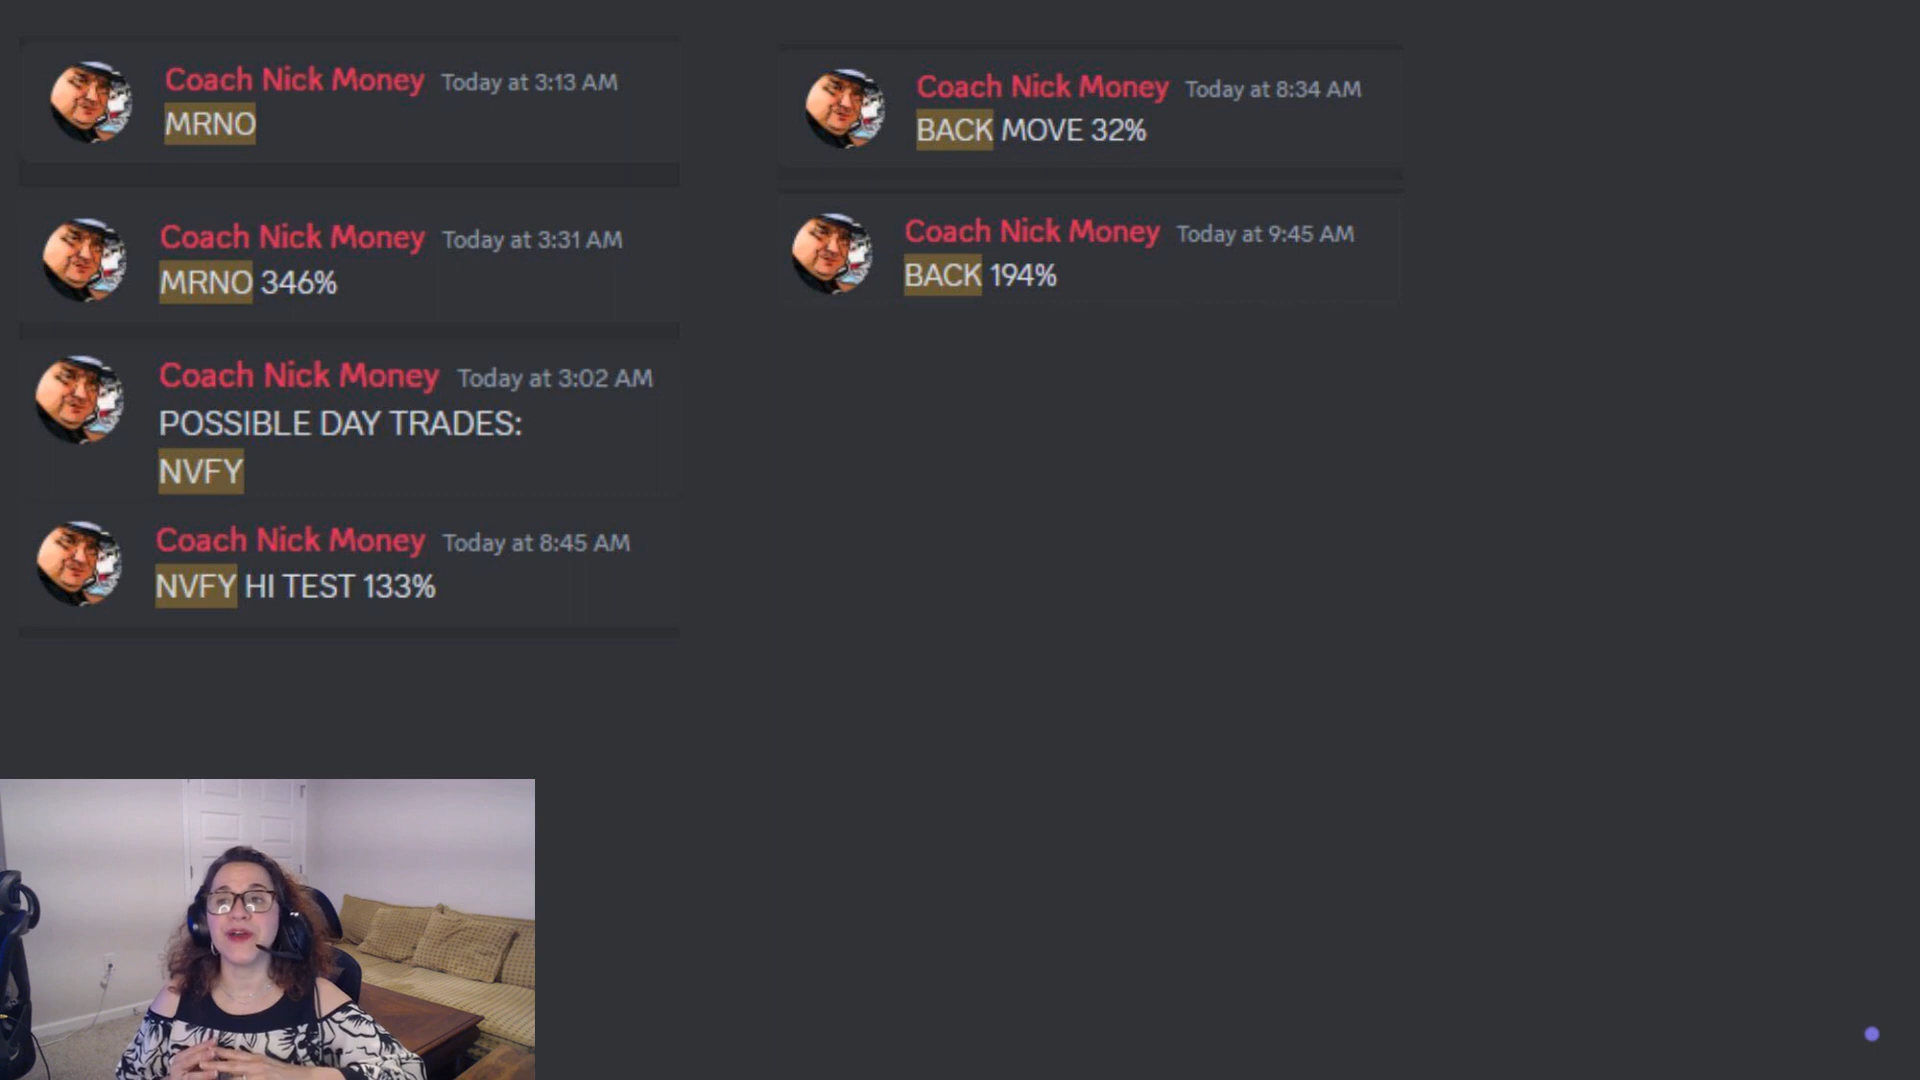 Coach Nick Money Today at 3:13 AM
MRNO
Coach Nick Money Today at 3:31 AM
MRNO 346%
Coach Nick Money Today at 3:02 AM
POSSIBLE DAY TRADES:
NVFY
Coach Nick Money Today at 8:45 AM
NVFY HI TEST 133%
Coach Nick Money Today at 8:34 AM
BACK MOVE 32%
Coach Nick Money Today at 9:45 AM
BACK 194%